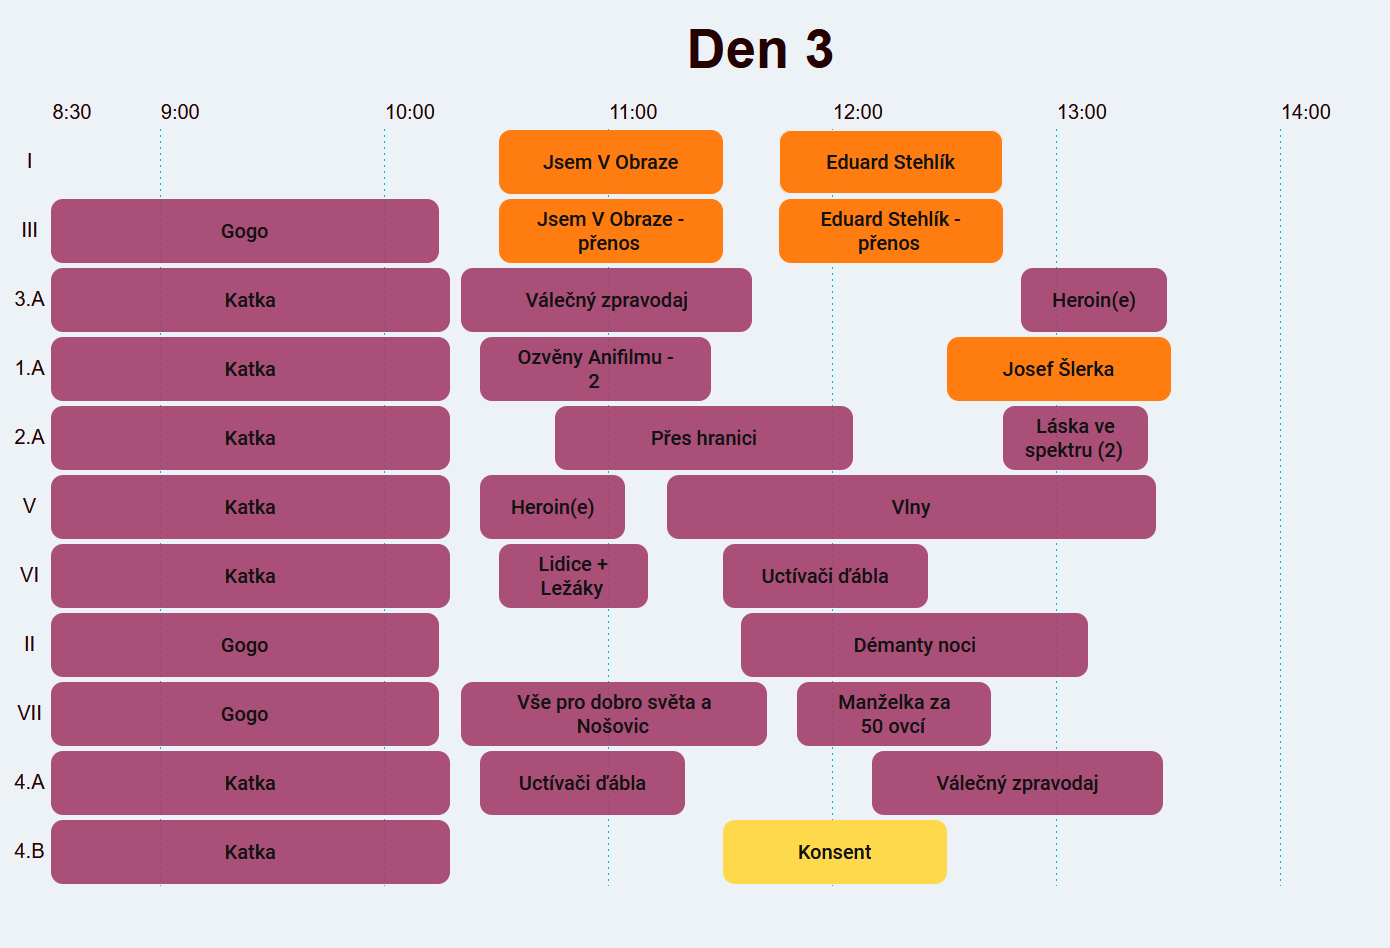 Den 3
8:30 9:00 10:00 11:00 12:00 13:00 14:00
I Jsem V Obraze Eduard Stehlík
III Gogo Jsem V Obraze -
přenos Eduard Stehlík -
přenos
3.A Katka Válečný zpravodaj Heroin(e)
1.A Katka Ozvěny Anifilmu -
2 Josef Šlerka
2.A Katka Přes hranici Láska ve
spektru (2)
V Katka Heroin(e) Vlny
VI Katka Lidice +
Ležáky Uctívači ďábla
II Gogo Démanty noci
VII Gogo Vše pro dobro světa a
Nošovic Manželka za
50 ovcí
4.A Katka Uctívači ďábla Válečný zpravodaj
4.B Katka Konsent